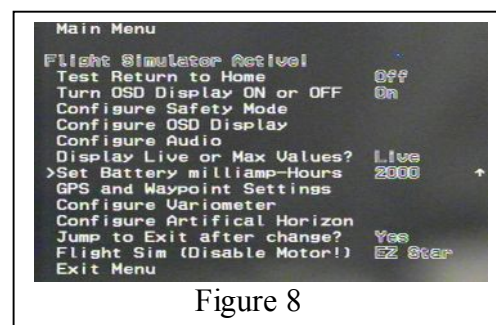 Main Menu
Flight Simulator Active!
Test Return to Home Off
Turn OSD Display ON or OFF On
Configure Safety Mode
Configure OSD Display
Configure Audio
Display Live or Max Values? Live
>Set Battery milliamp-Hours 2000 ↑
GPS and Waypoint Settings
Configure Variometer
Configure Artifical Horizon
Jump to Exit after change? Yes
Flight Sim (Disable Motor!) EZ Star
Exit Menu
Figure 8